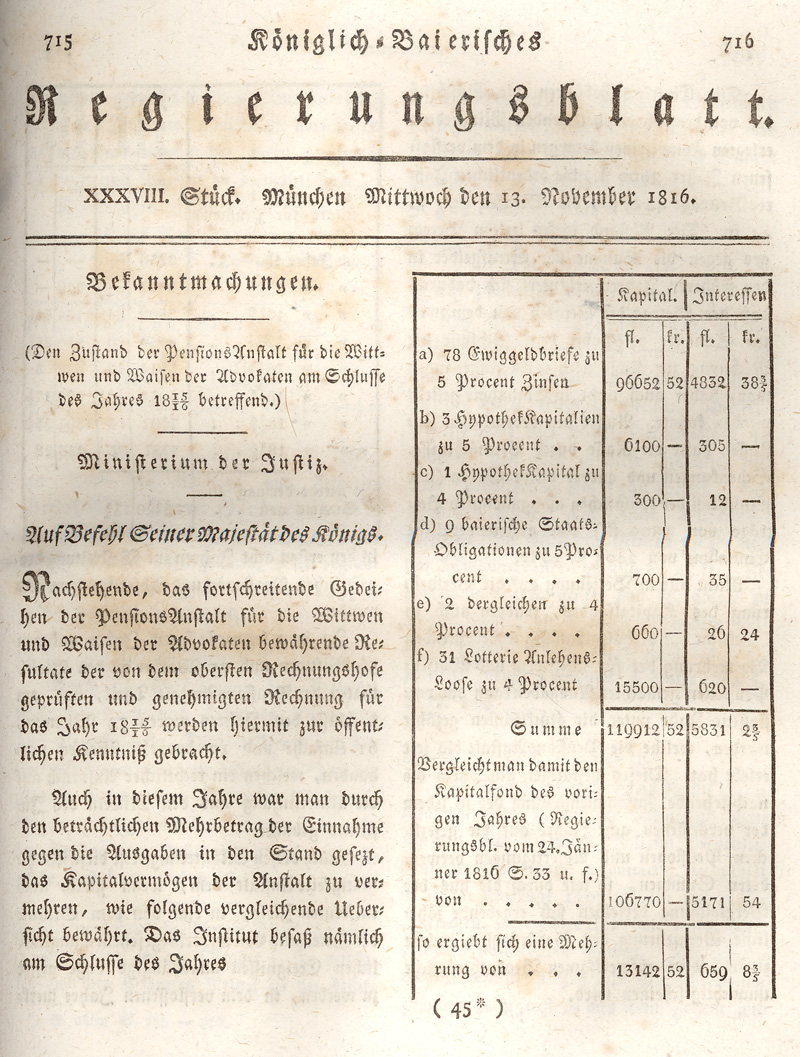 715
Königlich-Baierisches
716
Regierungsblatt.
XXXVIII. Stück. München Mittwoch den 13. November 1816.
Bekanntmachungen.
(Den Zustand der PensionsAnstalt für die Witt-
wen und Waisen der Advokaten am Schlusse
des Jahres 18 15/16 betreffend.)
Ministerium der Justiz.
Auf Befehl Seiner Majestät des Königs.
Nachstehende, das fortschreitende Gedei-
hen der PensionsAnstalt für die Wittwen
und Waisen der Advokaten bewährende Re-
sultate der von dem obersten Rechnungshofe
geprüften und genehmigten Rechnung für
das Jahr 18 15/16 werden hiermit zur öffent-
lichen Kenntniß gebracht.
Auch in diesem Jahre war man durch
den beträchtlichen Mehrbetrag der Einnahme
gegen die Ausgaben in den Stand gesezt,
das Kapitalvermögen der Anstalt zu ver-
mehren, wie folgende vergleichende Ueber-
sicht bewährt. Das Institut besaß nämlich
am Schlusse des Jahres
Kapital. Interessen
fl. kr. fl. kr.
a) 78 Ewiggeldbriefe zu
5 Procent Zinsen 96652 52 4832 38 3/5
b) 3 HypothekKapitalien
zu 5 Procent . . 6100 — 305 —
c) 1 HypothekKapital zu
4 Procent . . . 300 — 12 —
d) 9 baierische Staats-
Obligationen zu 5 Pro-
cent . . . . 700 — 35 —
e) 2 dergleichen zu 4
Procent . . . . 660 — 26 24
f) 31 Lotterie Anlehens-
Loose zu 4 Procent 15500 — 620 —
Summe 119912 52 5831 2 3/5
Vergleicht man damit den
Kapitalfond des vori-
gen Jahres (Regie-
rungsbl. vom 24. Jän-
ner 1816 S. 33 u. f.)
von . . . . . 106770 — 5171 54
so ergiebt sich eine Meh-
rung von . . . 13142 52 659 8 3/5
( 45* )